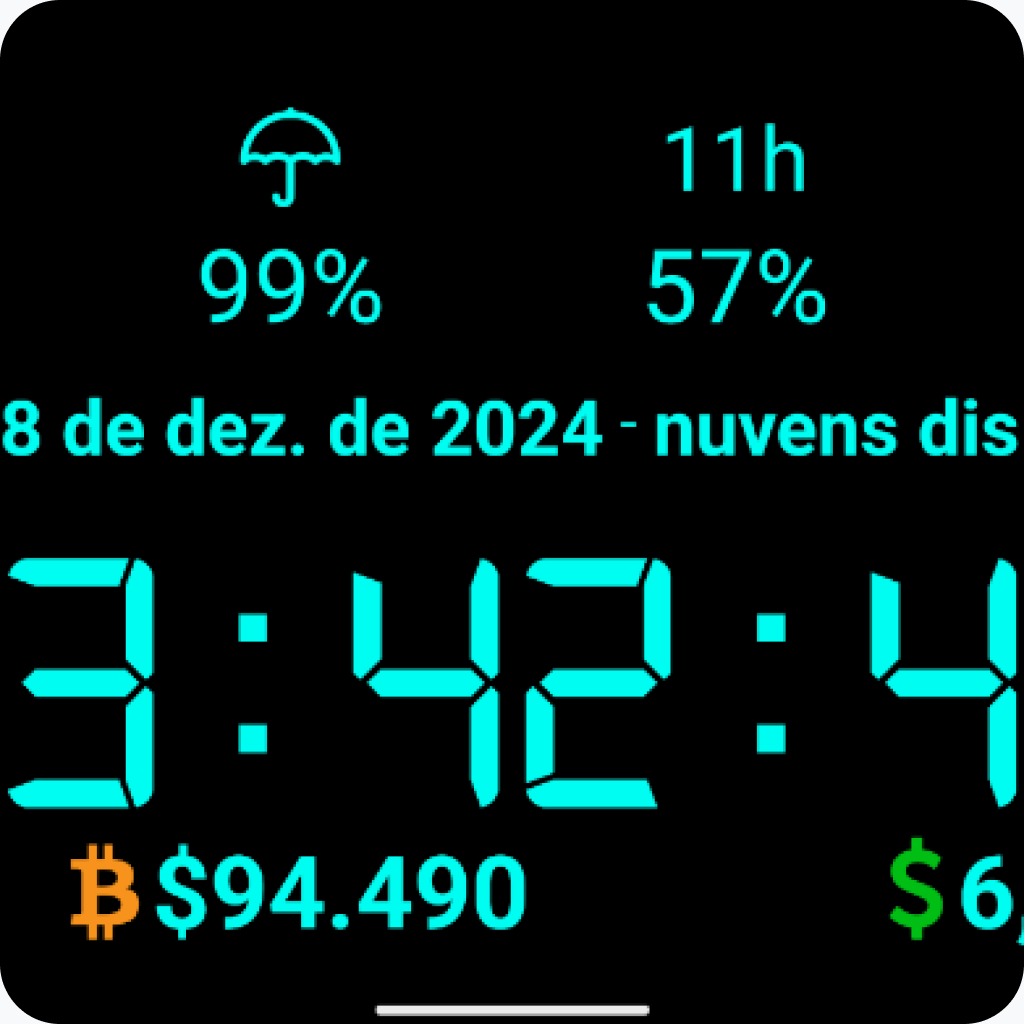 11h
99% 57%
8 de dez. de 2024 - nuvens dis
3:42:4
₿ $94.490 $ 6,